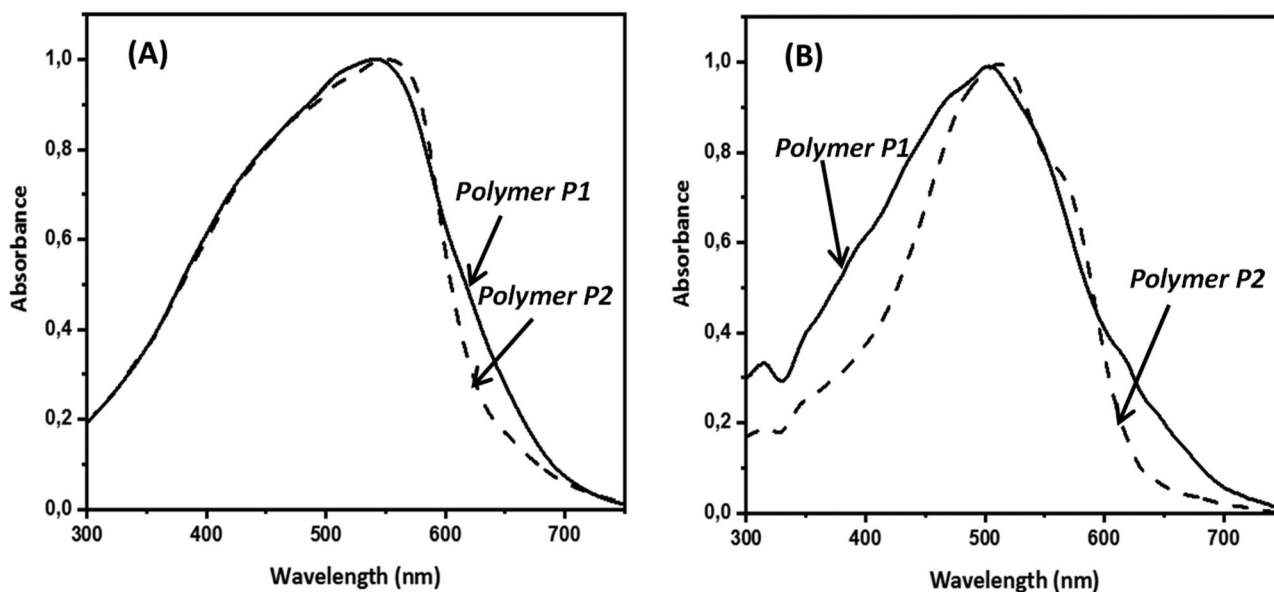 (A)
1,0
0,8
0,6
0,4
0,2
0,0
Absorbance
Polymer P1
Polymer P2
300 400 500 600 700
Wavelength (nm)
(B)
1,0
0,8
0,6
0,4
0,2
0,0
Absorbance
Polymer P1
Polymer P2
300 400 500 600 700
Wavelength (nm)